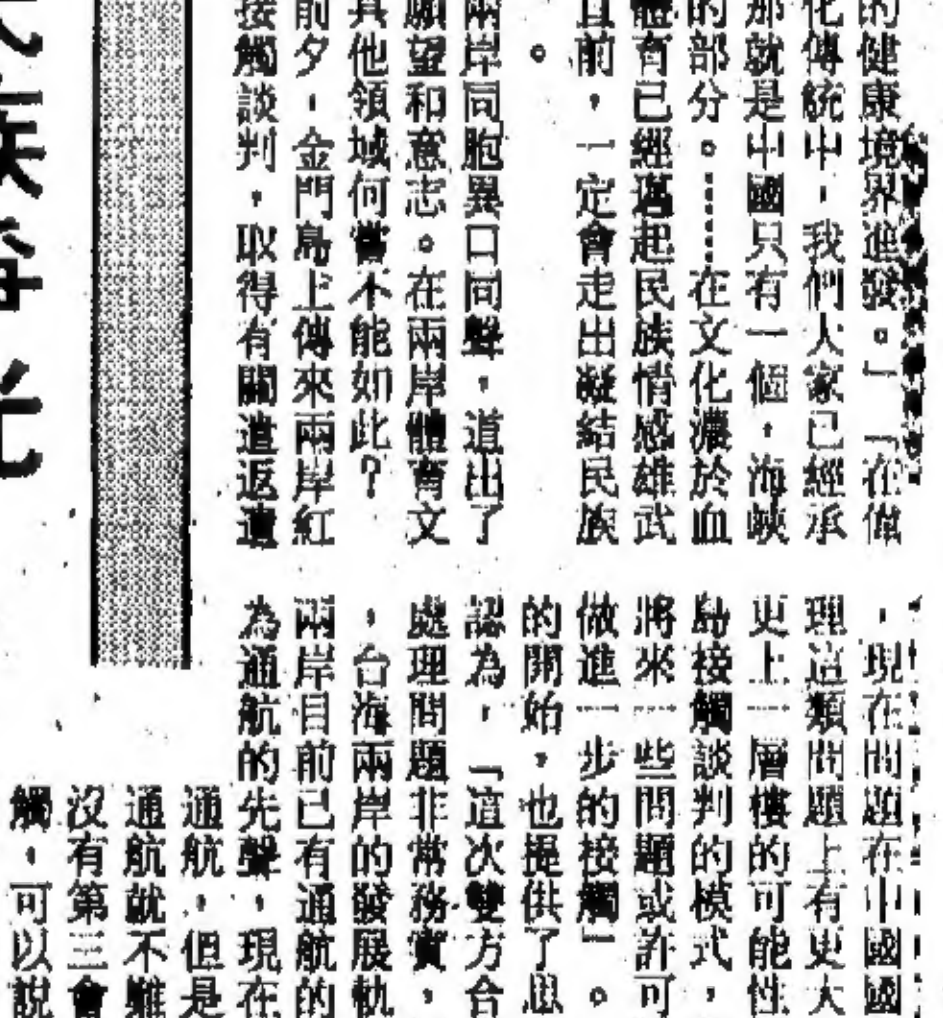 的健康境界進發。」「在偉
化傳統中，我們大家已經承
那就是中國只有一個，海峽
的部分。……在文化濃於血
體有已經邁起民族情感雄武
且前，一定會走出凝結民族
。
兩岸同胞異口同聲，道出了
願望和意志。在兩岸體育文
其他領域何嘗不能如此？
前夕，金門島上傳來兩岸紅
接觸談判，取得有關遣返遣
，現在問題在中國國
理這類問題上有更大
更上一層樓的可能性
島接觸談判的模式，
將來一些問題或許可
做進一步的接觸」。
的開始，也提供了思
認為，「這次雙方合
處理問題非常務實，
，台海兩岸的發展軌
兩岸目前已有通航的
為通航的先聲，現在
通航，但是
通航就不難
沒有第三會
觸，可以說
族
光